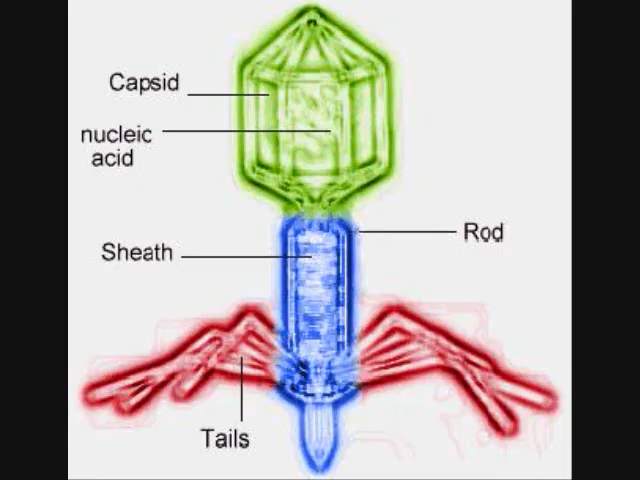 Capsid
nucleic
acid
Rod
Sheath
Tails